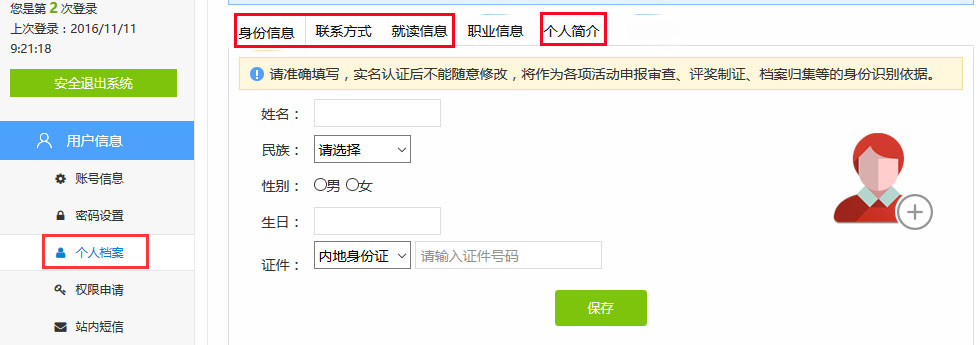 您是第 2 次登录
上次登录：2016/11/11
9:21:18
安全退出系统
用户信息
账号信息
密码设置
个人档案
权限申请
站内短信
身份信息 联系方式 就读信息 职业信息 个人简介
请准确填写，实名认证后不能随意修改，将作为各项活动申报审查、评奖制证、档案归集等的身份识别依据。
姓名：
民族： 请选择
性别： 男 女
生日：
证件： 内地身份证 请输入证件号码
保存